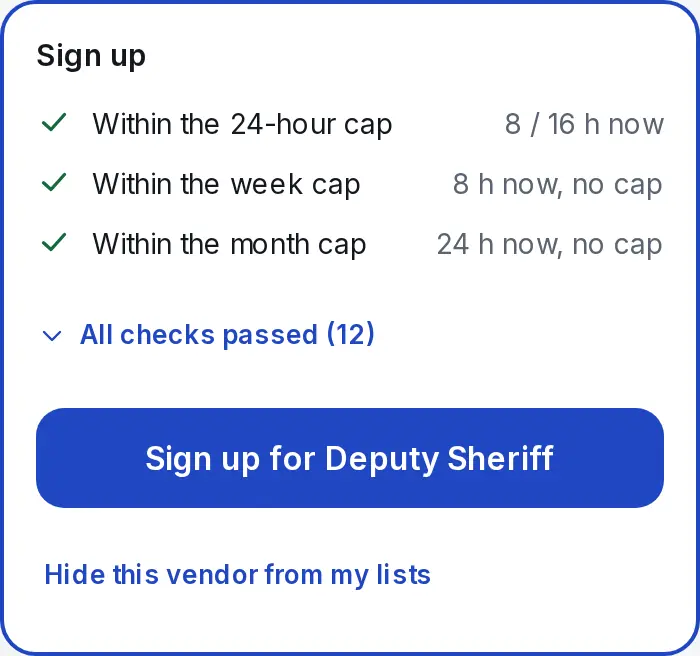 Sign up
Within the 24-hour cap 8 / 16 h now
Within the week cap 8 h now, no cap
Within the month cap 24 h now, no cap
All checks passed (12)
Sign up for Deputy Sheriff
Hide this vendor from my lists